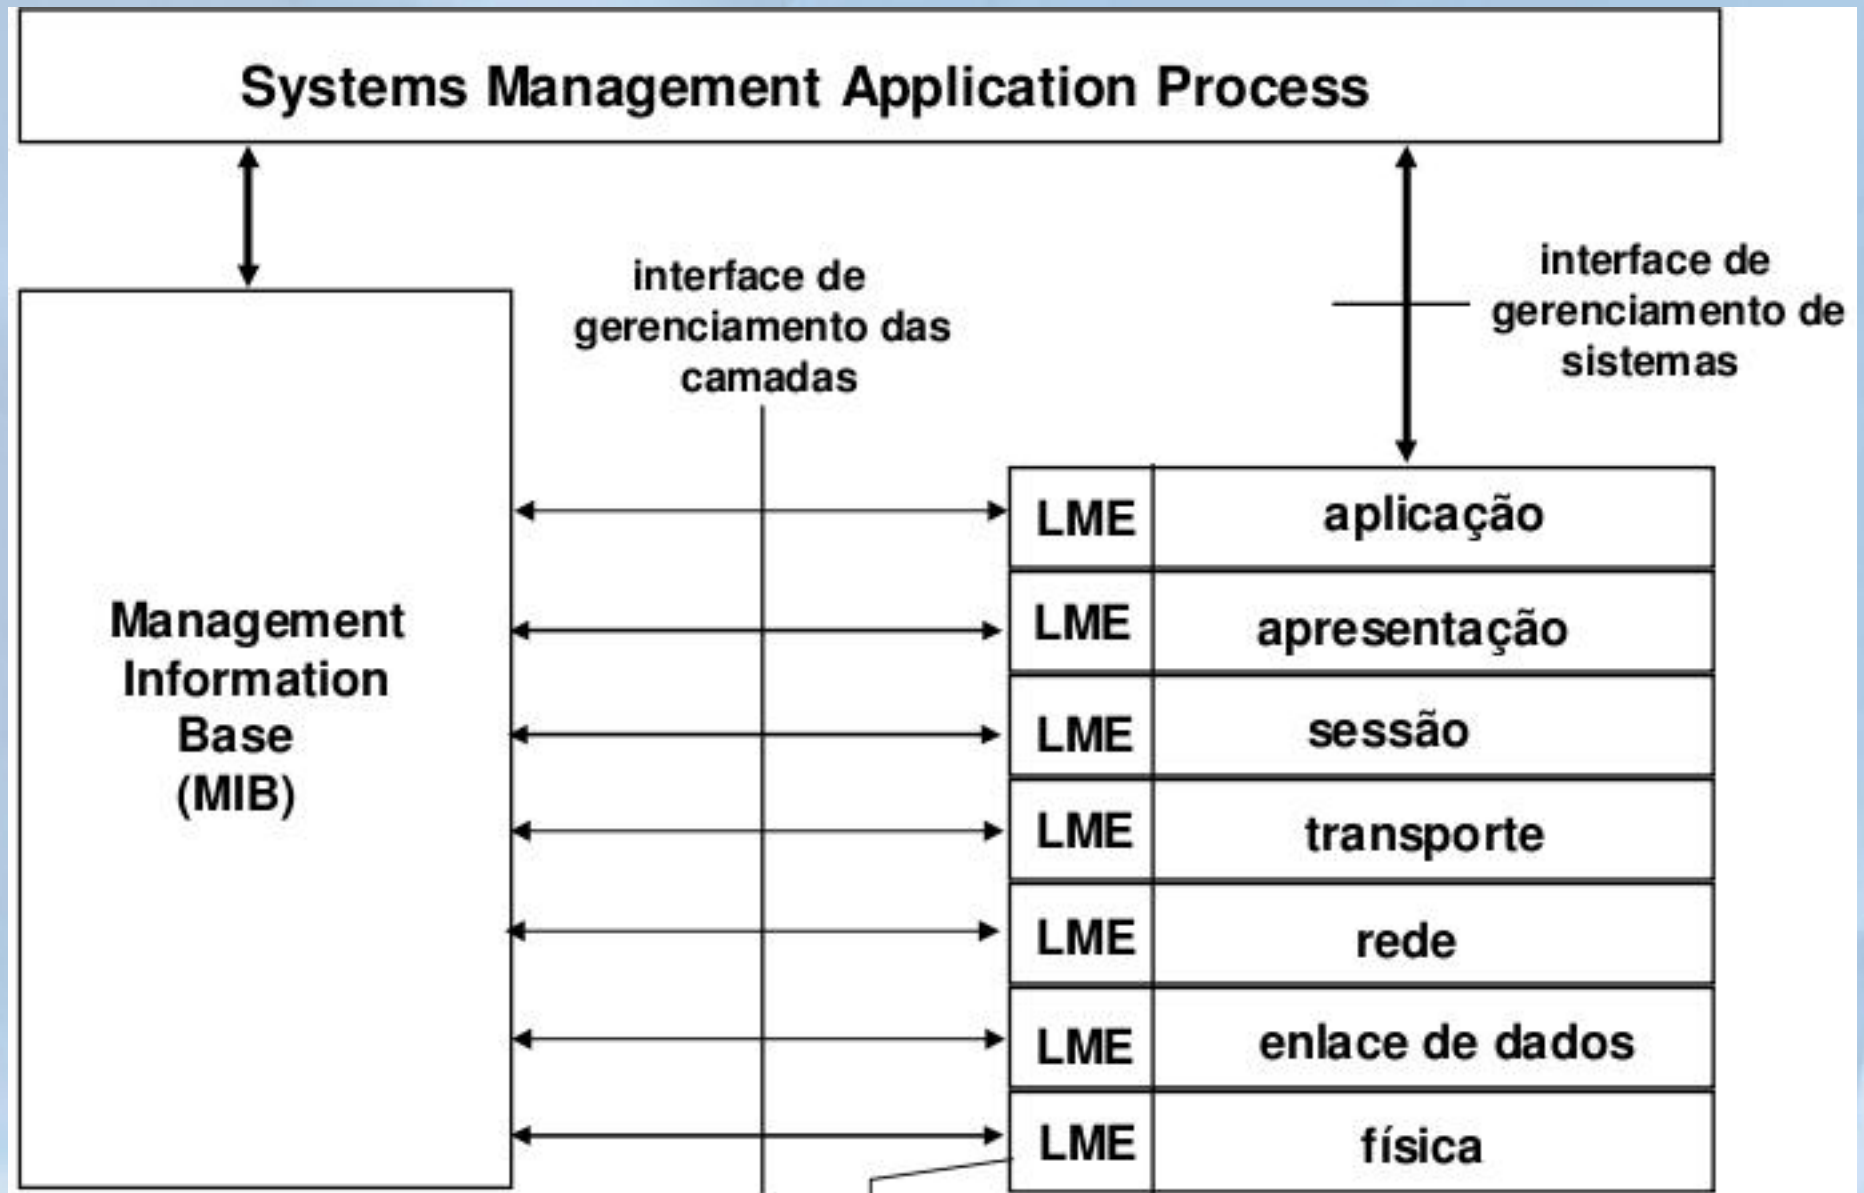 Systems Management Application Process
interface de
gerenciamento das
camadas
interface de
gerenciamento de
sistemas
Management
Information
Base
(MIB)
LME aplicação
LME apresentação
LME sessão
LME transporte
LME rede
LME enlace de dados
LME física